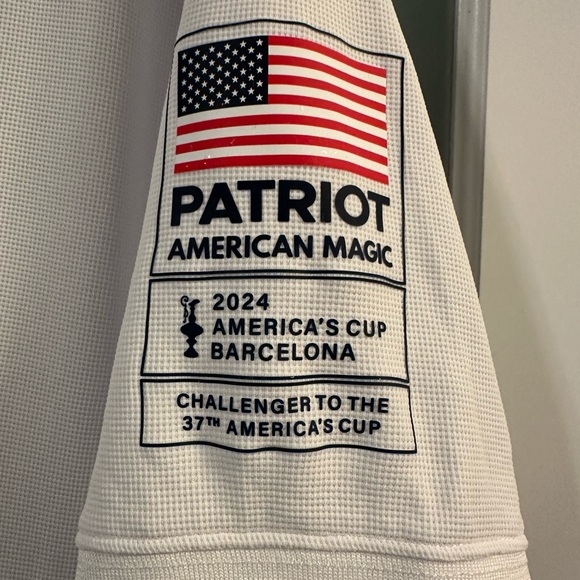 PATRIOT
AMERICAN MAGIC
2024
AMERICA'S CUP
BARCELONA
CHALLENGER TO THE
37TH AMERICA'S CUP